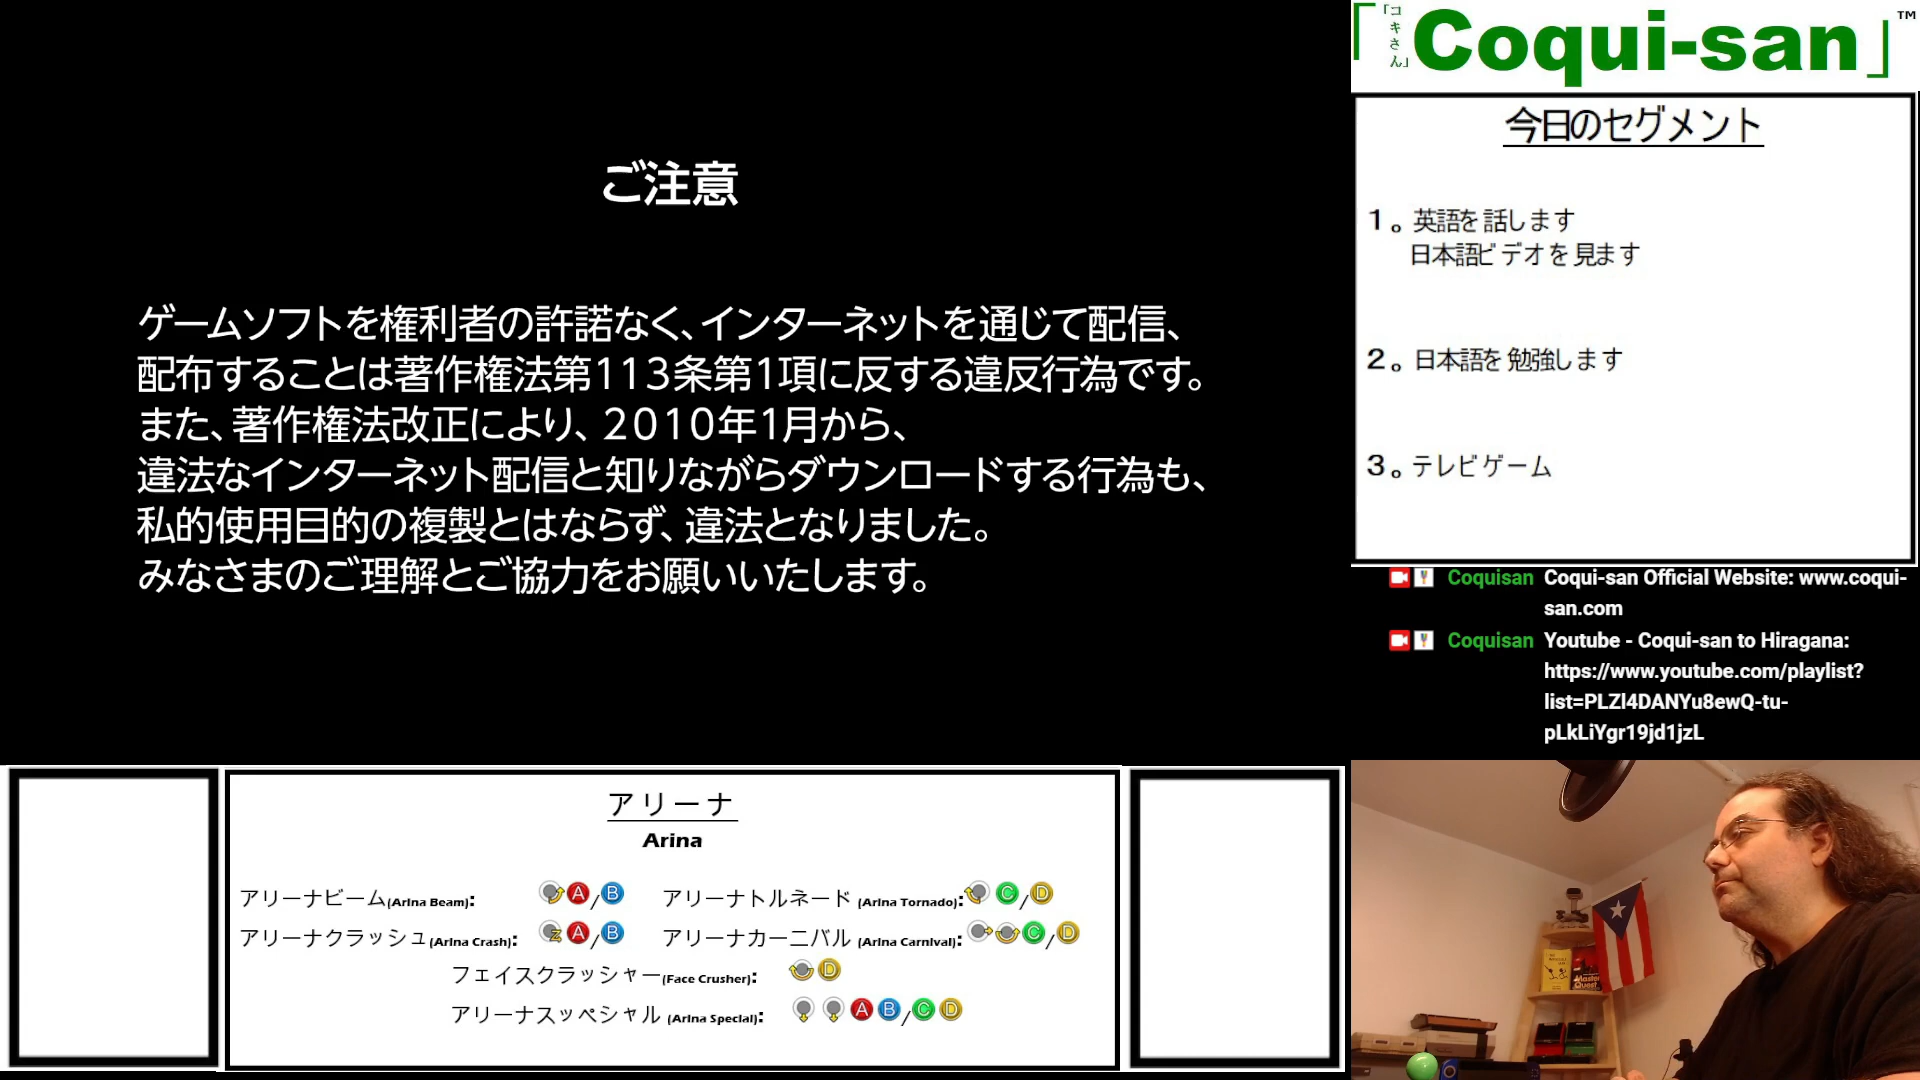 ご注意
ゲームソフトを権利者の許諾なく、インターネットを通じて配信、
配布することは著作権法第113条第1項に反する違反行為です。
また、著作権法改正により、2010年1月から、
違法なインターネット配信と知りながらダウンロードする行為も、
私的使用目的の複製とはならず、違法となりました。
みなさまのご理解とご協力をお願いいたします。
「「コキさん」Coqui-san」™
今日のセグメント
1。英語を話します
日本語ビデオを見ます
2。日本語を勉強します
3。テレビゲーム
Coquisan Coqui-san Official Website: www.coqui-
san.com
Coquisan Youtube - Coqui-san to Hiragana:
https://www.youtube.com/playlist?
list=PLZl4DANYu8ewQ-tu-
pLkLiYgr19jd1jzL
アリーナ
Arina
アリーナビーム(Arina Beam): A/B アリーナトルネード (Arina Tornado): C/D
アリーナクラッシュ(Arina Crash): Z A/B アリーナカーニバル (Arina Carnival): C/D
フェイスクラッシャー(Face Crusher): D
アリーナスッペシャル (Arina Special): A B/C D
Master
Quest